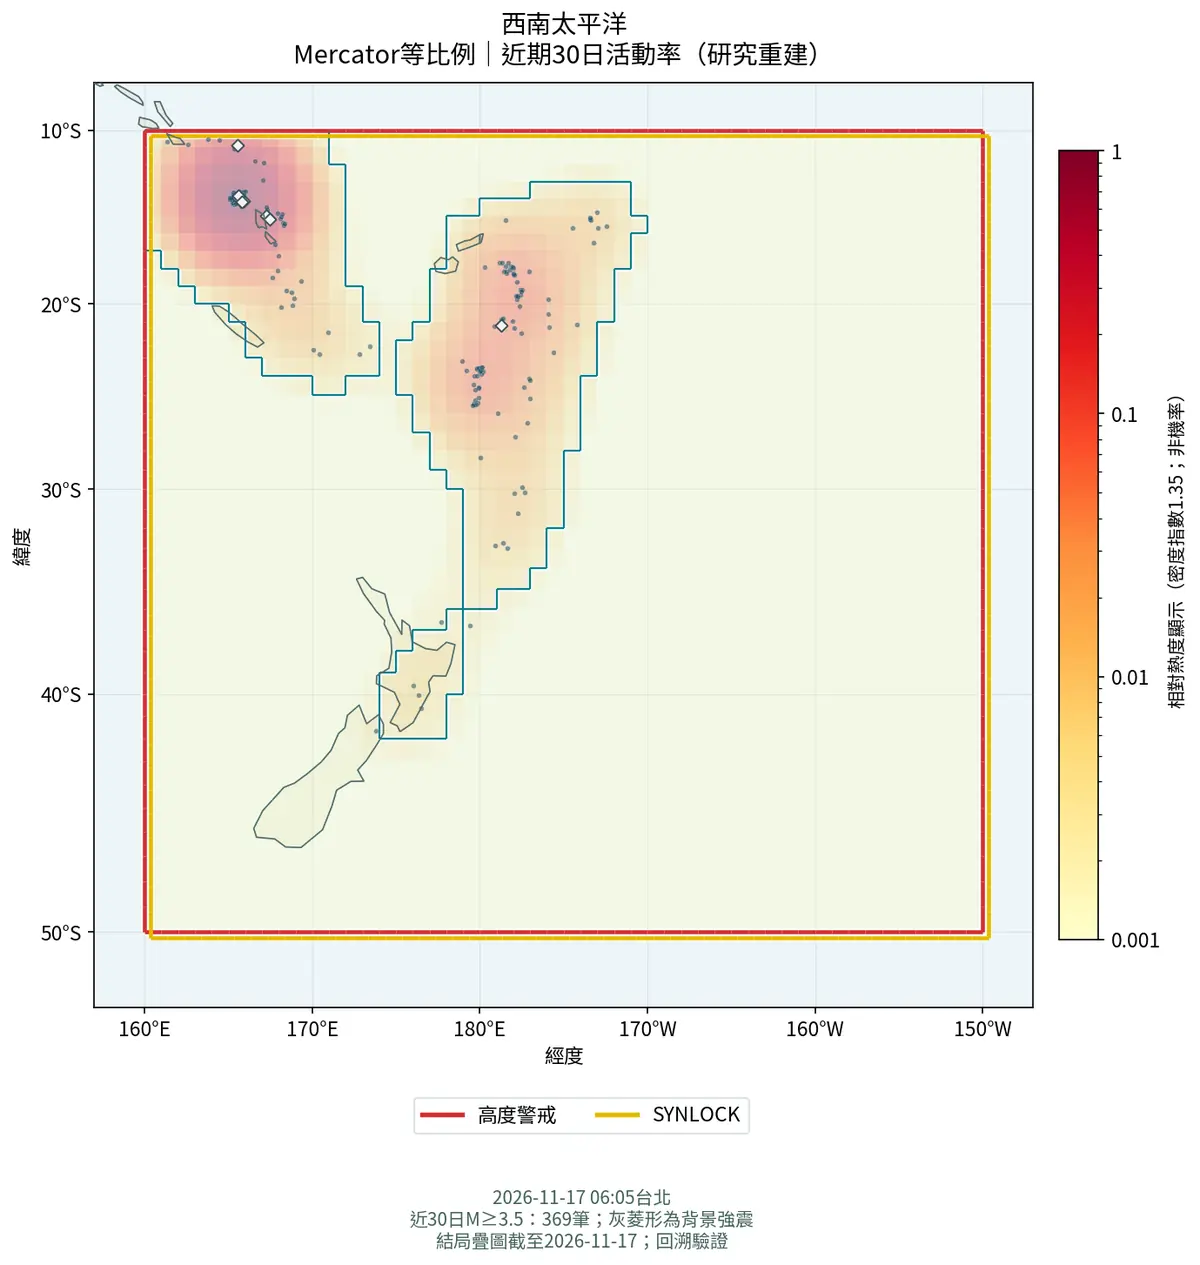 西南太平洋
Mercator等比例｜近期30日活動率（研究重建）
10°S
20°S
30°S
40°S
50°S
緯度
160°E
170°E
180°E
170°W
160°W
150°W
經度
1
0.1
0.01
0.001
相對熱度顯示（密度指數1.35；非機率）
高度警戒
SYNLOCK
2026-11-17 06:05台北
近30日M≥3.5：369筆；灰菱形為背景強震
結局疊圖截至2026-11-17；回溯驗證